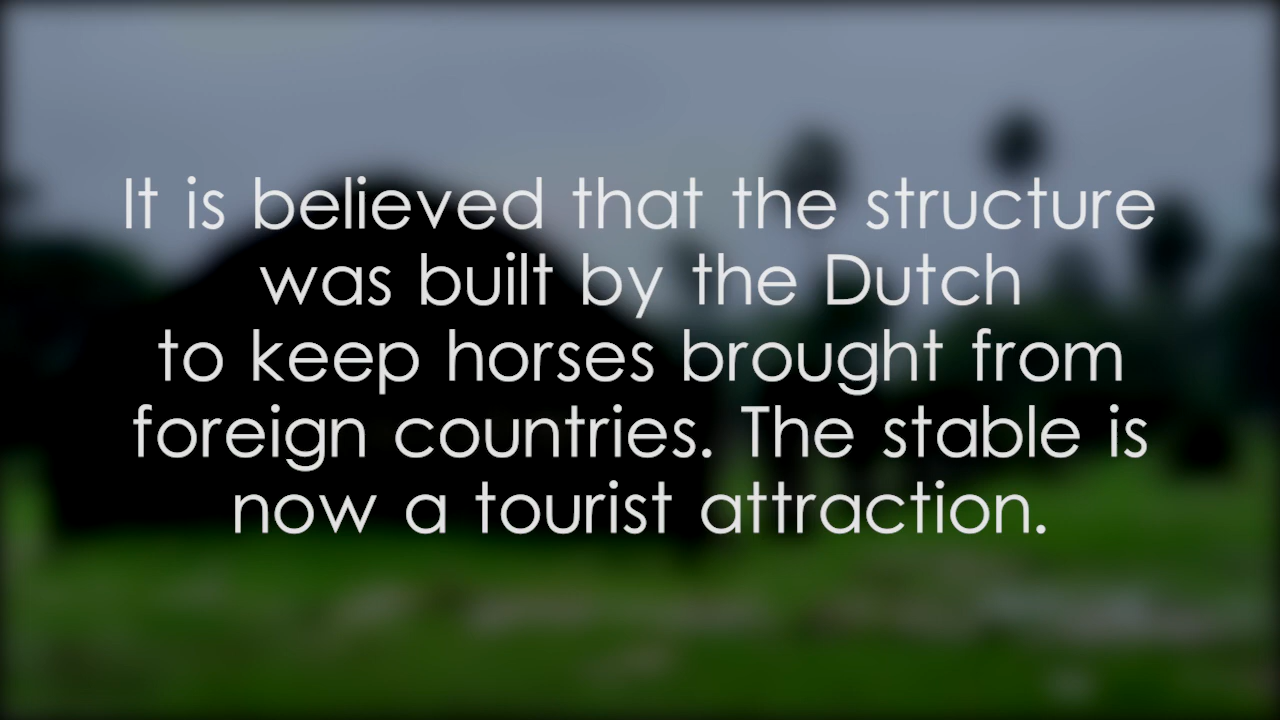 It is believed that the structure
was built by the Dutch
to keep horses brought from
foreign countries. The stable is
now a tourist attraction.